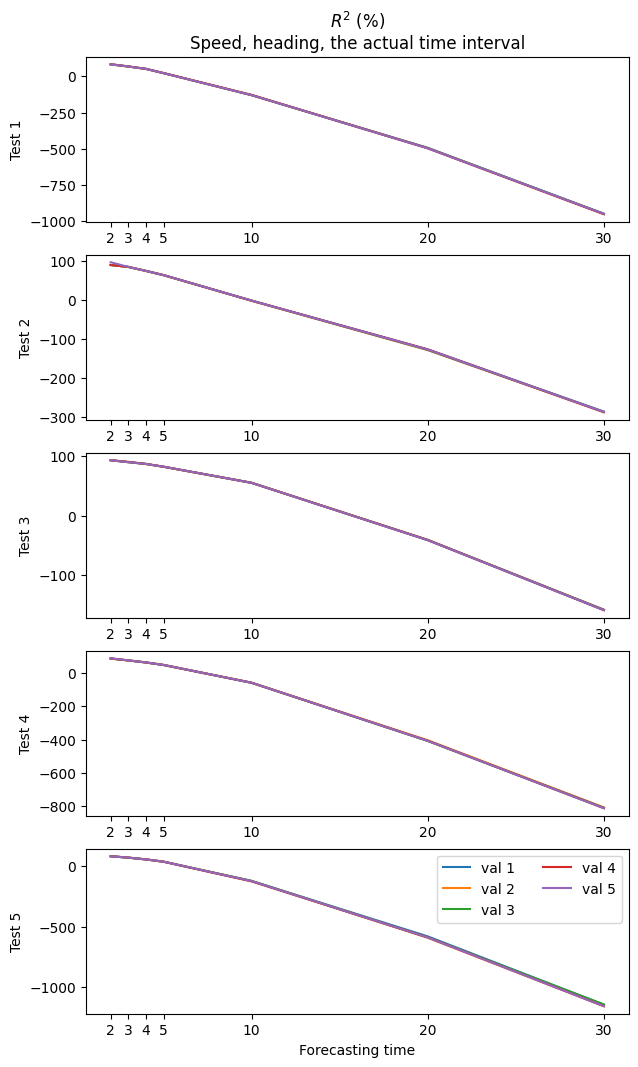 R² (%)
Speed, heading, the actual time interval
0
−250
−500
−750
−1000
Test 1
2 3 4 5 10 20 30
100
0
−100
−200
−300
Test 2
2 3 4 5 10 20 30
100
0
−100
Test 3
2 3 4 5 10 20 30
0
−200
−400
−600
−800
Test 4
2 3 4 5 10 20 30
0
−500
−1000
Test 5
val 1 val 4
val 2 val 5
val 3
2 3 4 5 10 20 30
Forecasting time